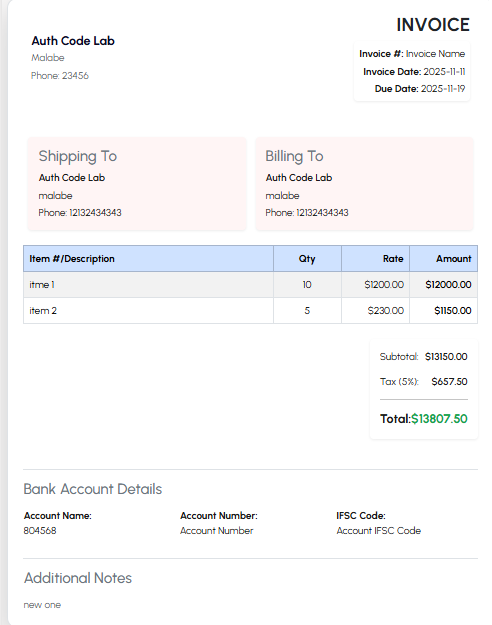 INVOICE
Auth Code Lab
Malabe
Phone: 23456
Invoice #: Invoice Name
Invoice Date: 2025-11-11
Due Date: 2025-11-19
Shipping To
Auth Code Lab
malabe
Phone: 12132434343
Billing To
Auth Code Lab
malabe
Phone: 12132434343
Item #/Description Qty Rate Amount
itme 1 10 $1200.00 $12000.00
item 2 5 $230.00 $1150.00
Subtotal: $13150.00
Tax (5%): $657.50
Total:$13807.50
Bank Account Details
Account Name: Account Number: IFSC Code:
804568 Account Number Account IFSC Code
Additional Notes
new one